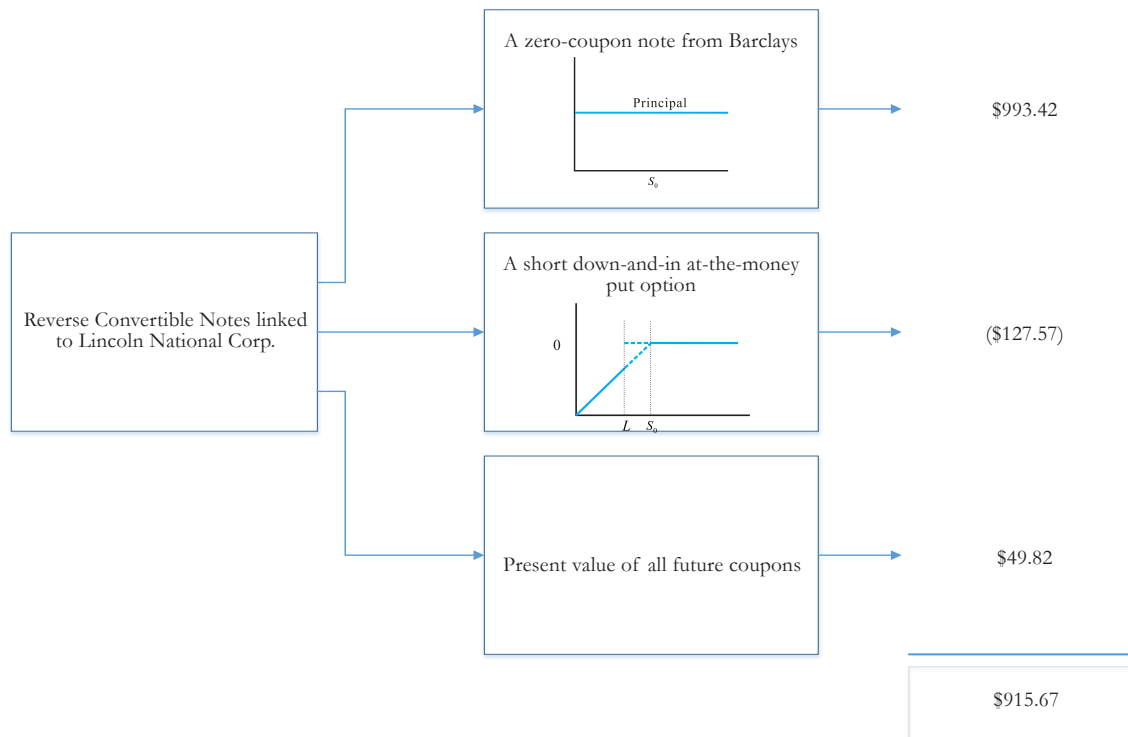 A zero-coupon note from Barclays
Principal
S₀
$993.42
Reverse Convertible Notes linked
to Lincoln National Corp.
A short down-and-in at-the-money
put option
0
L S₀
($127.57)
Present value of all future coupons
$49.82
$915.67